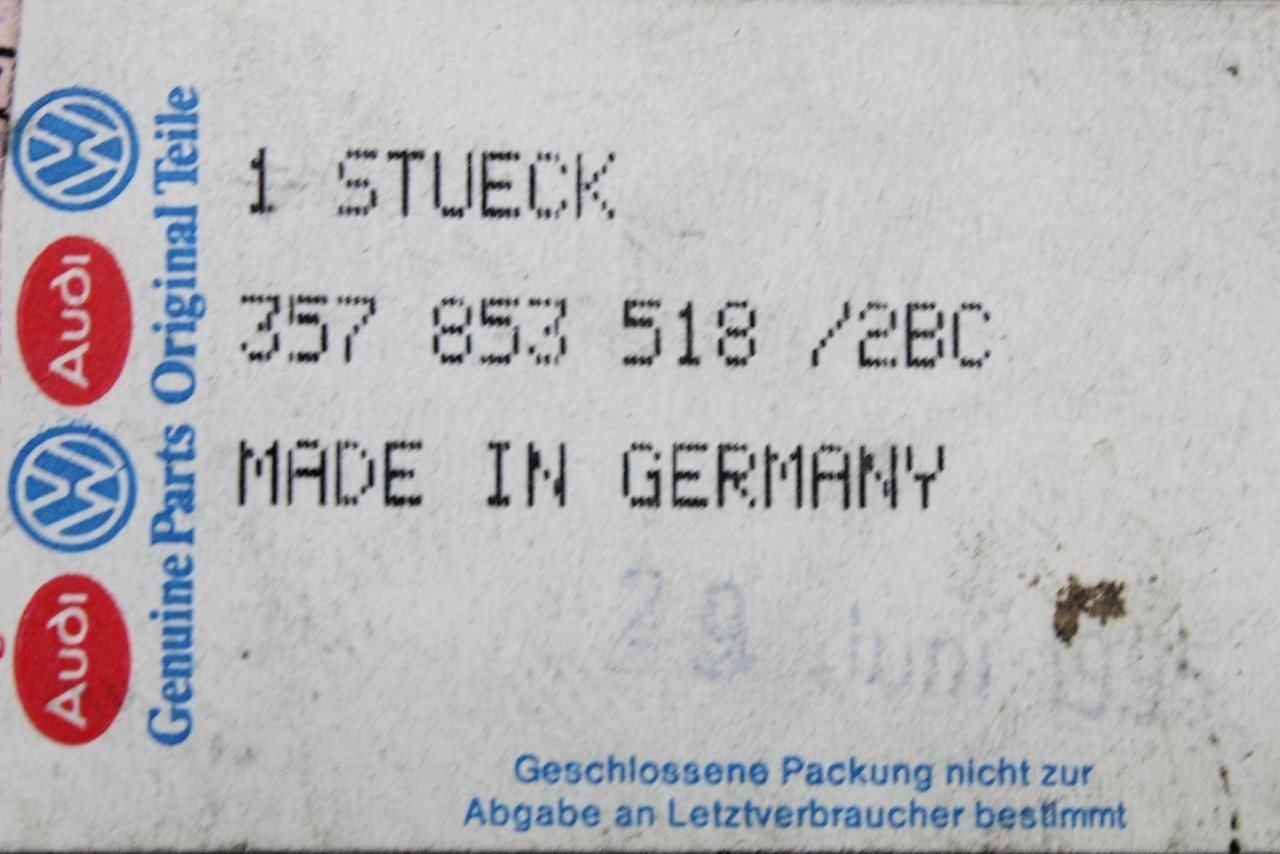 1 STUECK
357 853 518 /2BC
MADE IN GERMANY
Juni
Geschlossene Packung nicht zur
Abgabe an Letztverbraucher bestimmt
Genuine Parts Original Teile
Audi
Audi